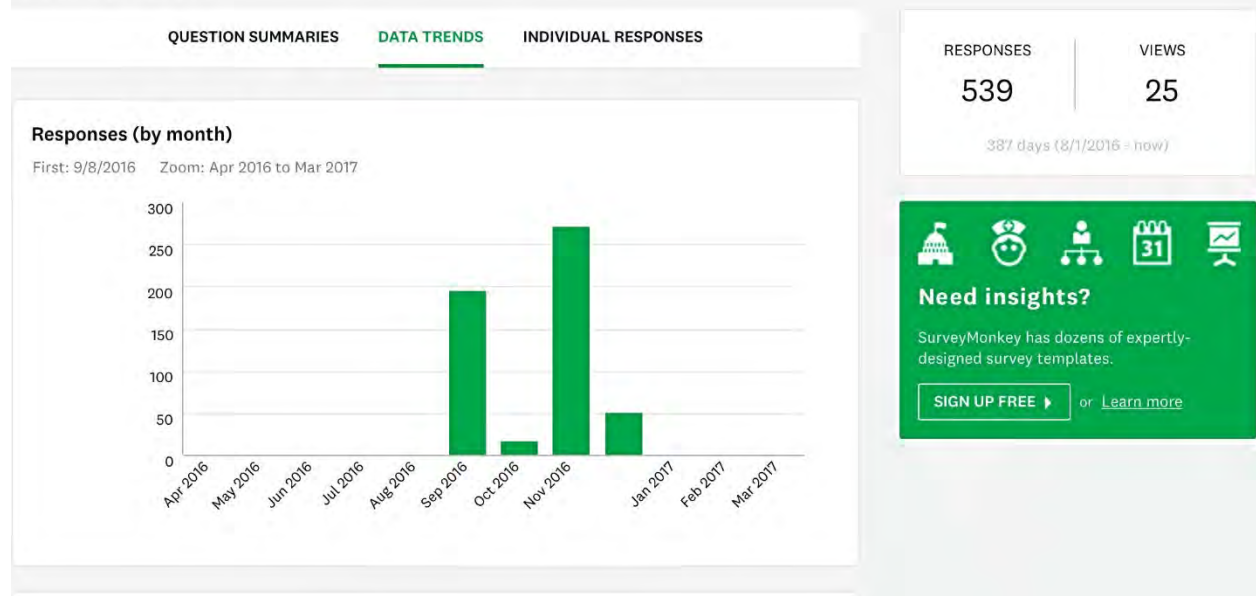 QUESTION SUMMARIES DATA TRENDS INDIVIDUAL RESPONSES
Responses (by month)
First: 9/8/2016 Zoom: Apr 2016 to Mar 2017
300
250
200
150
100
50
0
Apr 2016 May 2016 Jun 2016 Jul 2016 Aug 2016 Sep 2016 Oct 2016 Nov 2016 Jan 2017 Feb 2017 Mar 2017
RESPONSES VIEWS
539 25
387 days (8/1/2016 - now)
31
Need insights?
SurveyMonkey has dozens of expertly-
designed survey templates.
SIGN UP FREE or Learn more